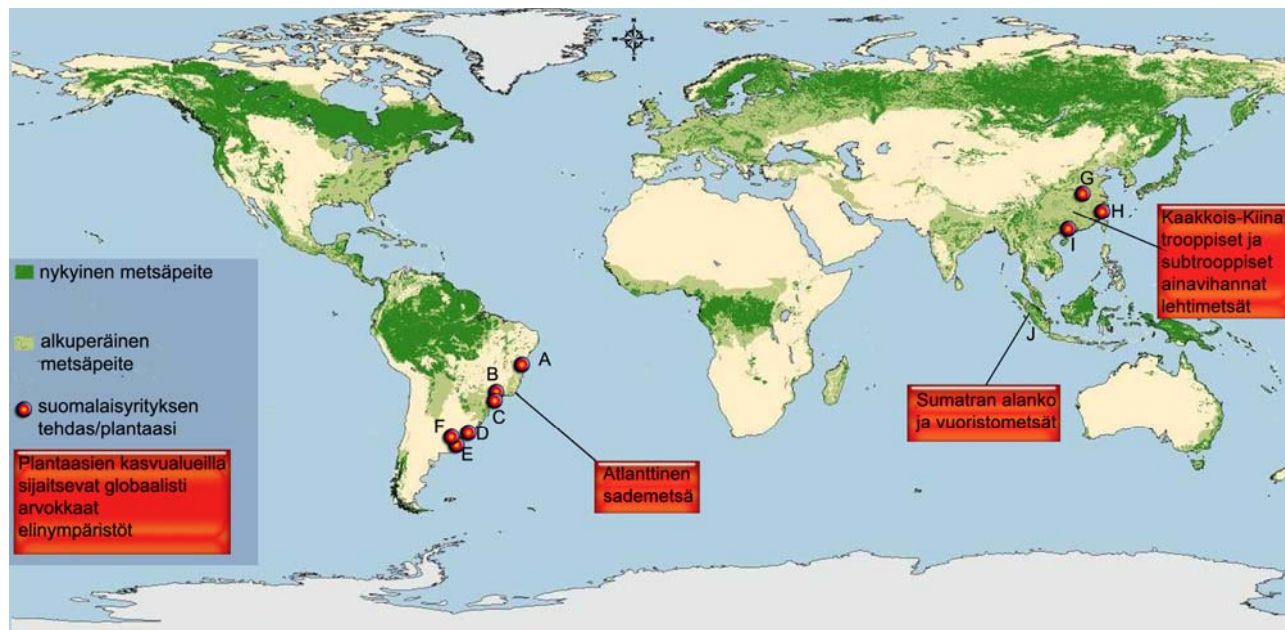 N
W
E
S
nykyinen metsäpeite
alkuperäinen
metsäpeite
suomalaisyrityksen
tehdas/plantaasi
Plantaasien kasvualueilla
sijaitsevat globaalisti
arvokkaat
elinympäristöt
A
B
C
D
E
F
Atlanttinen
sademetsä
G
H
I
J
Kaakkois-Kiina
trooppiset ja
subtrooppiset
ainavihannat
lehtimetsät
Sumatran alanko
ja vuoristometsät